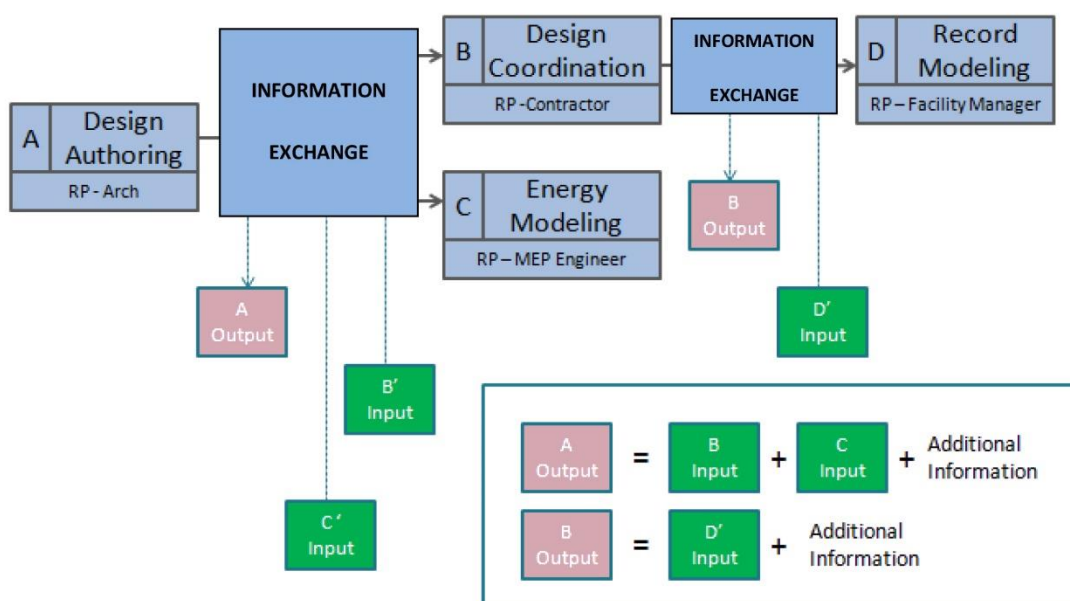 A
Design
Authoring
RP - Arch
INFORMATION
EXCHANGE
B
Design
Coordination
RP -Contractor
C
Energy
Modeling
RP – MEP Engineer
INFORMATION
EXCHANGE
D
Record
Modeling
RP – Facility Manager
A
Output
C ‘
Input
B’
Input
B
Output
D’
Input
A
Output
=
B
Input
+
C
Input
+
Additional
Information
B
Output
=
D’
Input
+
Additional
Information